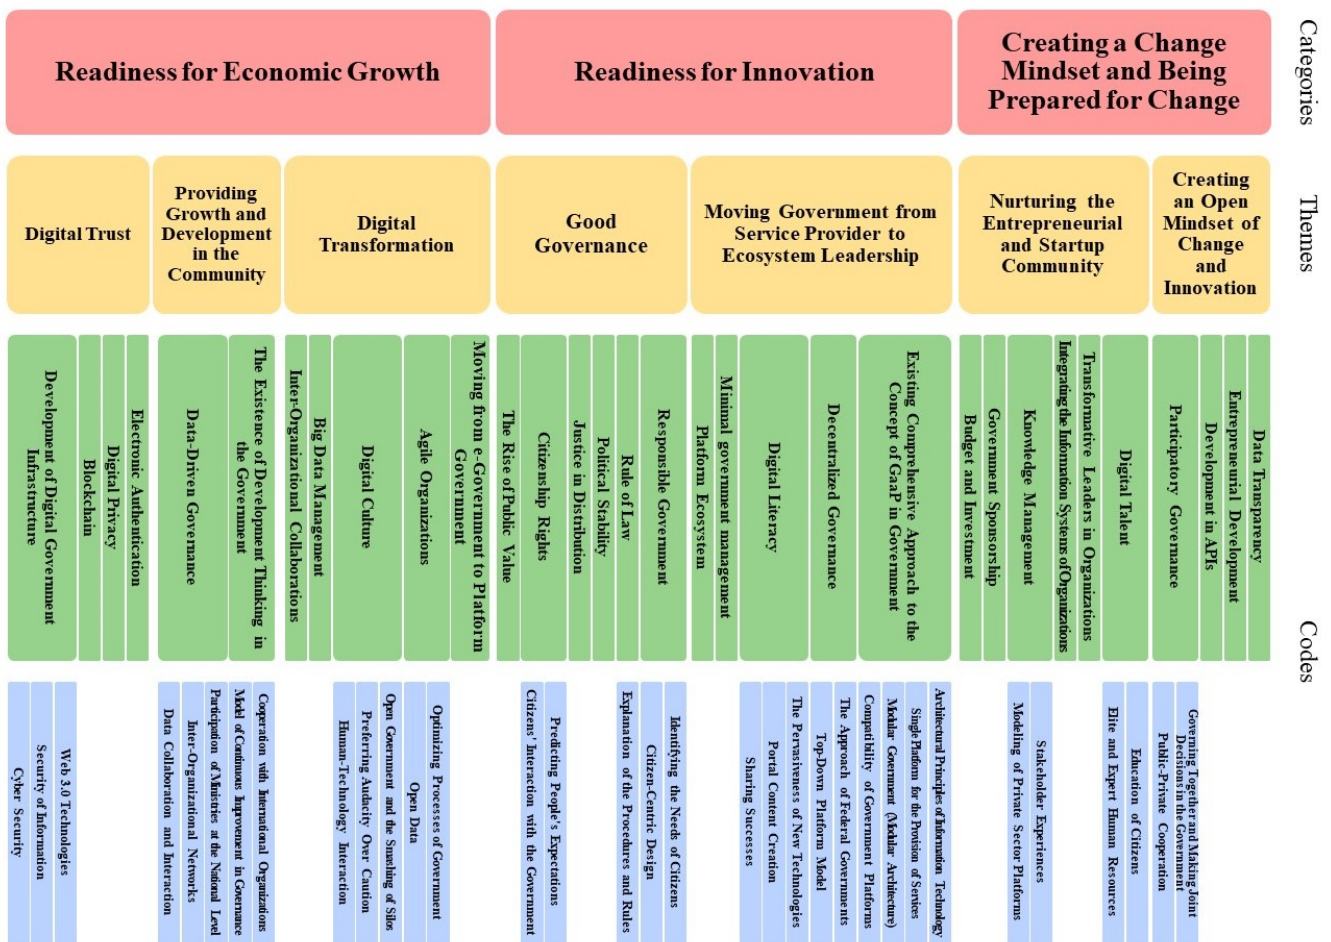 Categories
Readiness for Economic Growth
Readiness for Innovation
Creating a Change
Mindset and Being
Prepared for Change
Themes
Digital Trust
Providing
Growth and
Development
in the
Community
Digital
Transformation
Good
Governance
Moving Government from
Service Provider to
Ecosystem Leadership
Nurturing the
Entrepreneurial
and Startup
Community
Creating
an Open
Mindset of
Change
and
Innovation
Codes
Development of Digital Government
Infrastructure
Blockchain
Digital Privacy
Electronic Authentication
Data-Driven Governance
The Existence of Development Thinking in
the Government
Inter-Organizational Collaborations
Big Data Management
Digital Culture
Agile Organizations
Moving from e-Government to Platform
Government
The Rise of Public Value
Citizenship Rights
Justice in Distribution
Political Stability
Rule of Law
Responsible Government
Platform Ecosystem
Minimal government management
Digital Literacy
Decentralized Governance
Existing Comprehensive Approach to the
Concept of GaaP in Government
Budget and Investment
Government Sponsorship
Knowledge Management
Integrating the Information Systems of Organizations
Transformative Leaders in Organizations
Digital Talent
Participatory Governance
Development in APIs
Entrepreneurial Development
Data Transparency
Cyber Security
Security of Information
Web 3.0 Technologies
Data Collaboration and Interaction
Inter-Organizational Networks
Participation of Ministries at the National Level
Model of Continuous Improvement in Governance
Cooperation with International Organizations
Human-Technology Interaction
Preferring Audacity Over Caution
Open Government and the Smashing of Silos
Open Data
Optimizing Processes of Government
Citizens' Interaction with the Government
Predicting People's Expectations
Explanation of the Procedures and Rules
Citizen-Centric Design
Identifying the Needs of Citizens
Sharing Successes
Portal Content Creation
The Pervasiveness of New Technologies
Top-Down Platform Model
The Approach of Federal Governments
Compatibility of Government Platforms
Modular Government (Modular Architecture)
Single Platform for the Provision of Services
Architectural Principles of Information Technology
Modeling of Private Sector Platforms
Stakeholder Experiences
Elite and Expert Human Resources
Education of Citizens
Public-Private Cooperation
Governing Together and Making Joint
Decisions in the Government